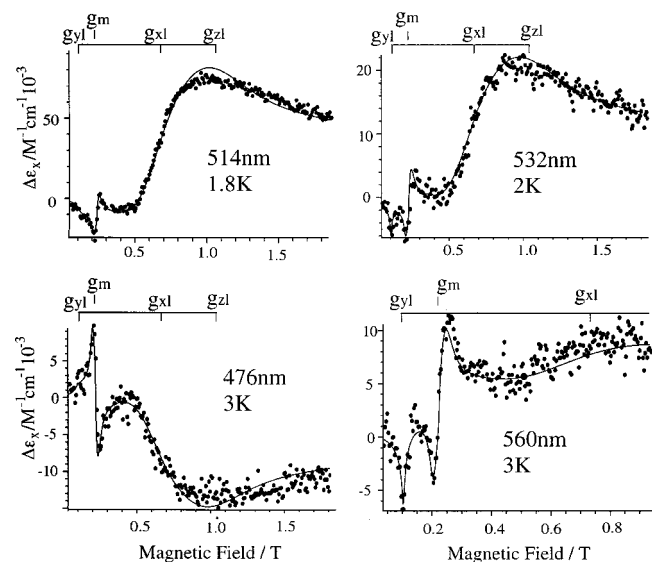 gm
gyl gxl gzl
Δεx/M⁻¹cm⁻¹10⁻³
50
0
514nm
1.8K
0.5 1.0 1.5
gm
gyl gxl gzl
20
10
0
532nm
2K
0.5 1.0 1.5
gm
gyl gxl gzl
Δεx/M⁻¹cm⁻¹10⁻³
5
0
-5
-10
476nm
3K
0.5 1.0 1.5
Magnetic Field / T
gm
gyl gxl
10
5
0
-5
560nm
3K
0.2 0.4 0.6 0.8
Magnetic Field / T